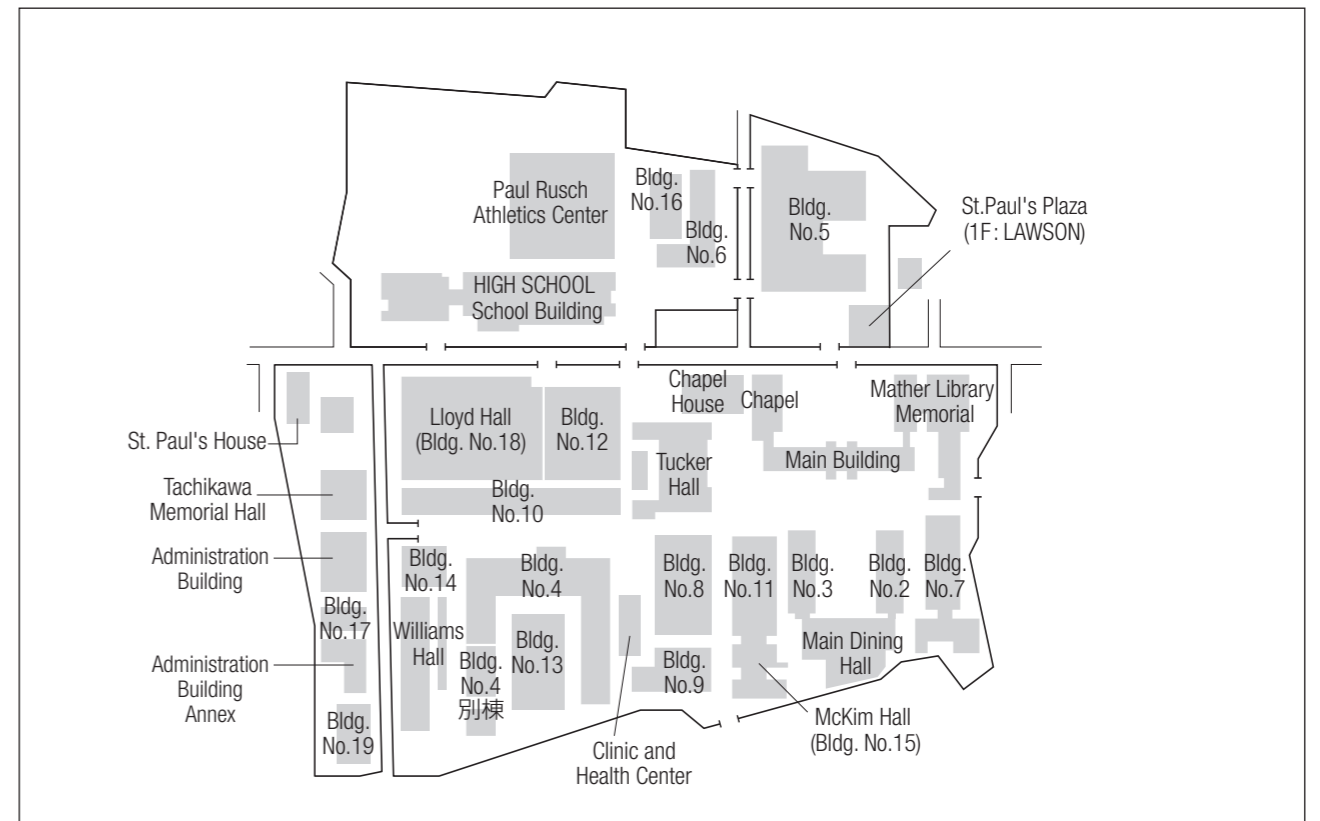 Paul Rusch
Athletics Center
Bldg.
No.16
Bldg.
No.6
Bldg.
No.5
St.Paul's Plaza
(1F: LAWSON)
HIGH SCHOOL
School Building
Chapel
House
Chapel
Mather Library
Memorial
Lloyd Hall
(Bldg. No.18)
Bldg.
No.12
St. Paul's House
Tucker
Hall
Main Building
Tachikawa
Memorial Hall
Bldg.
No.10
Administration
Building
Bldg.
No.14
Bldg.
No.4
Bldg.
No.8
Bldg.
No.11
Bldg.
No.3
Bldg.
No.2
Bldg.
No.7
Bldg.
No.17
Williams
Hall
Bldg.
No.4
別棟
Bldg.
No.13
Main Dining
Hall
Administration
Building
Annex
Bldg.
No.9
Bldg.
No.19
McKim Hall
(Bldg. No.15)
Clinic and
Health Center